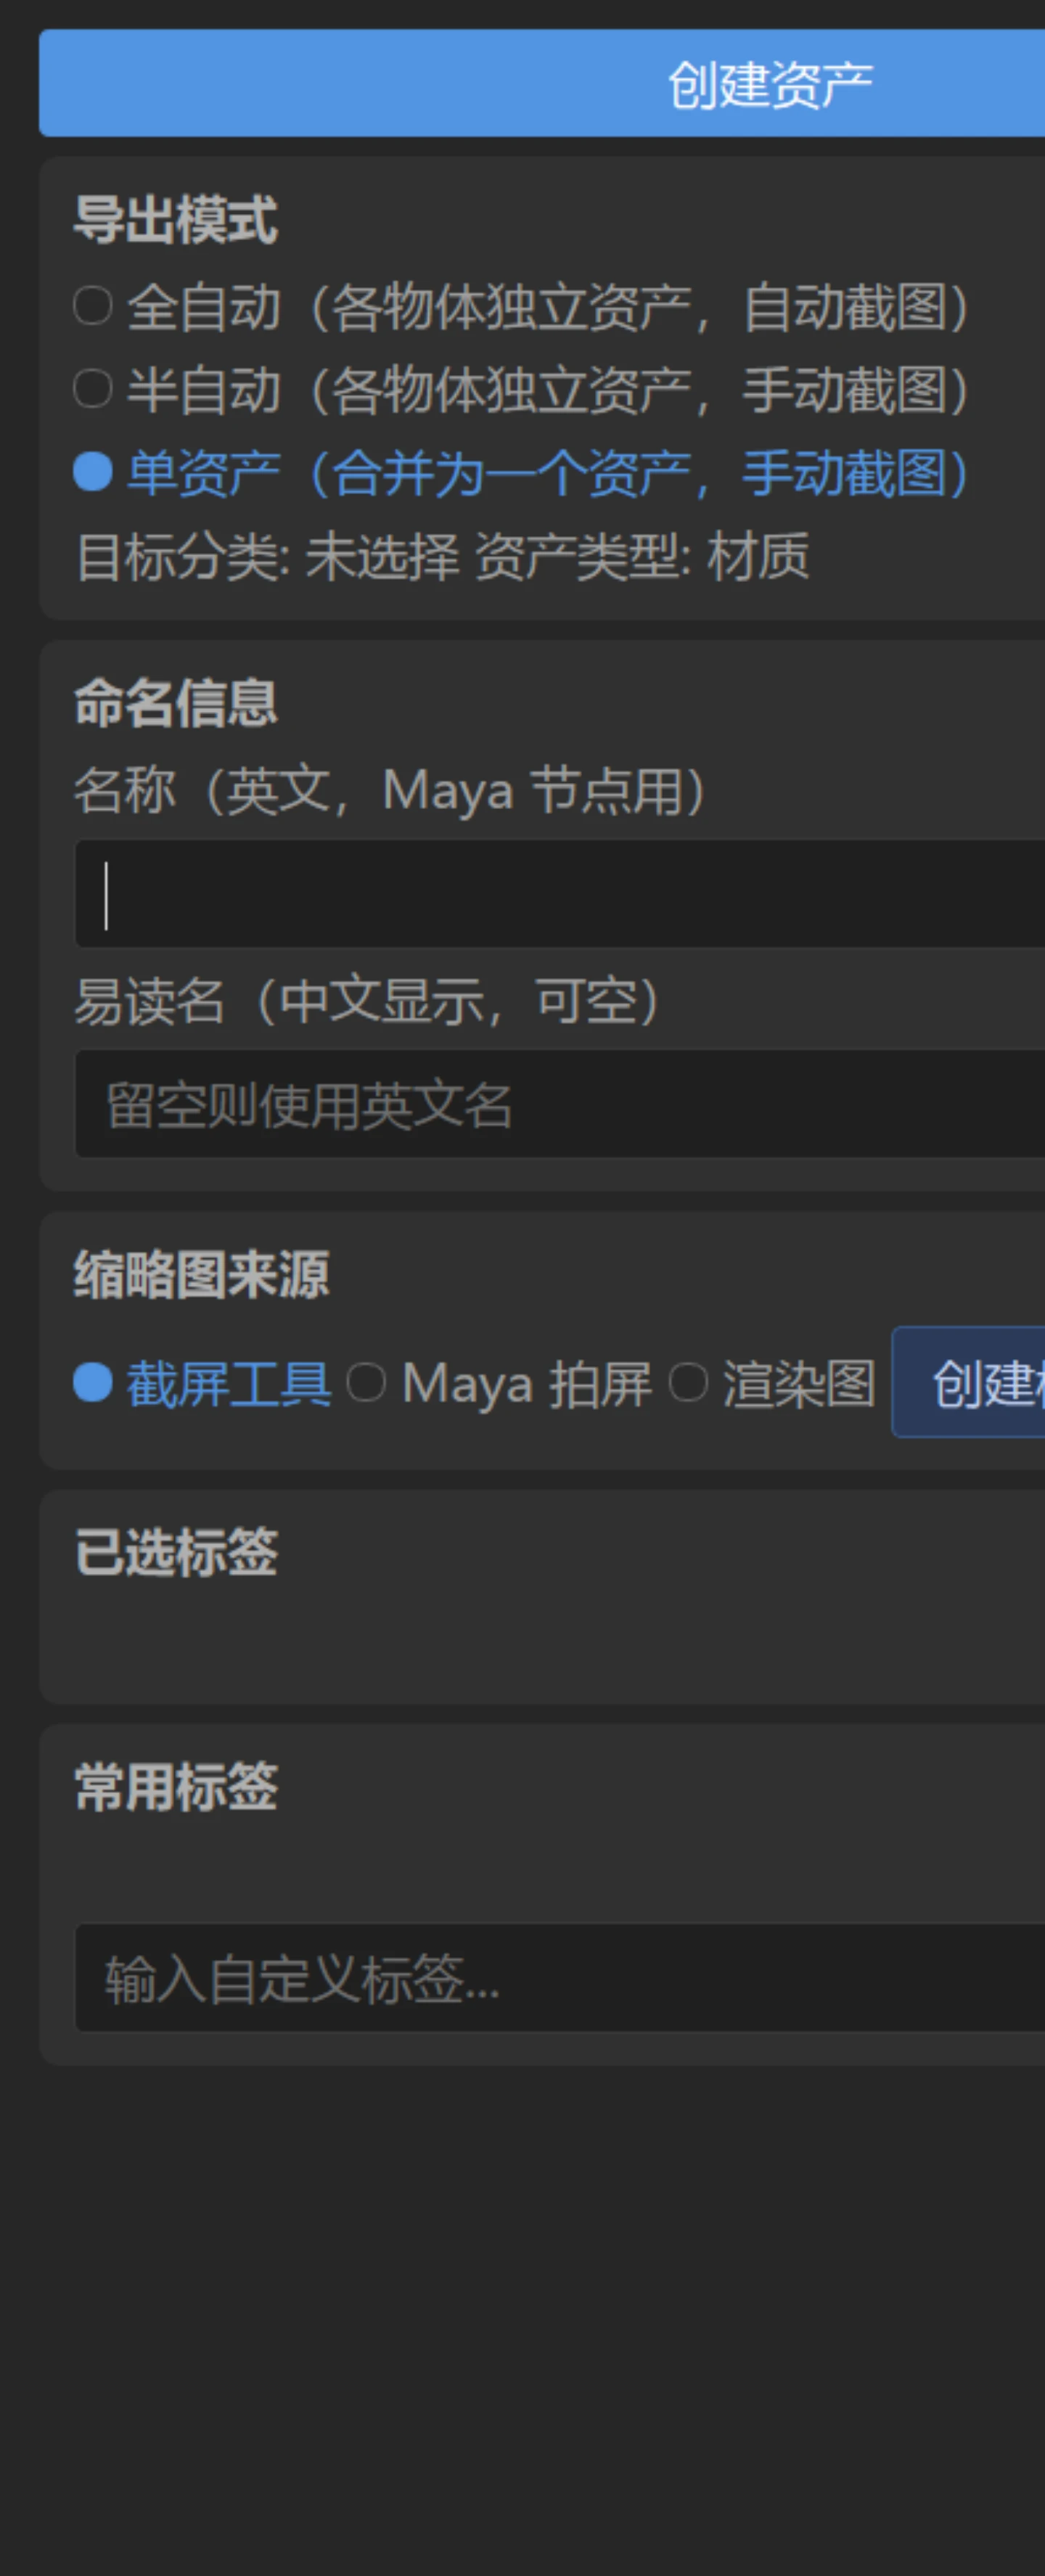 创建资产
导出模式
全自动（各物体独立资产，自动截图）
半自动（各物体独立资产，手动截图）
单资产（合并为一个资产，手动截图）
目标分类: 未选择 资产类型: 材质
命名信息
名称（英文，Maya 节点用）
易读名（中文显示，可空）
留空则使用英文名
缩略图来源
截屏工具 Maya 拍屏 渲染图 创建
已选标签
常用标签
输入自定义标签...